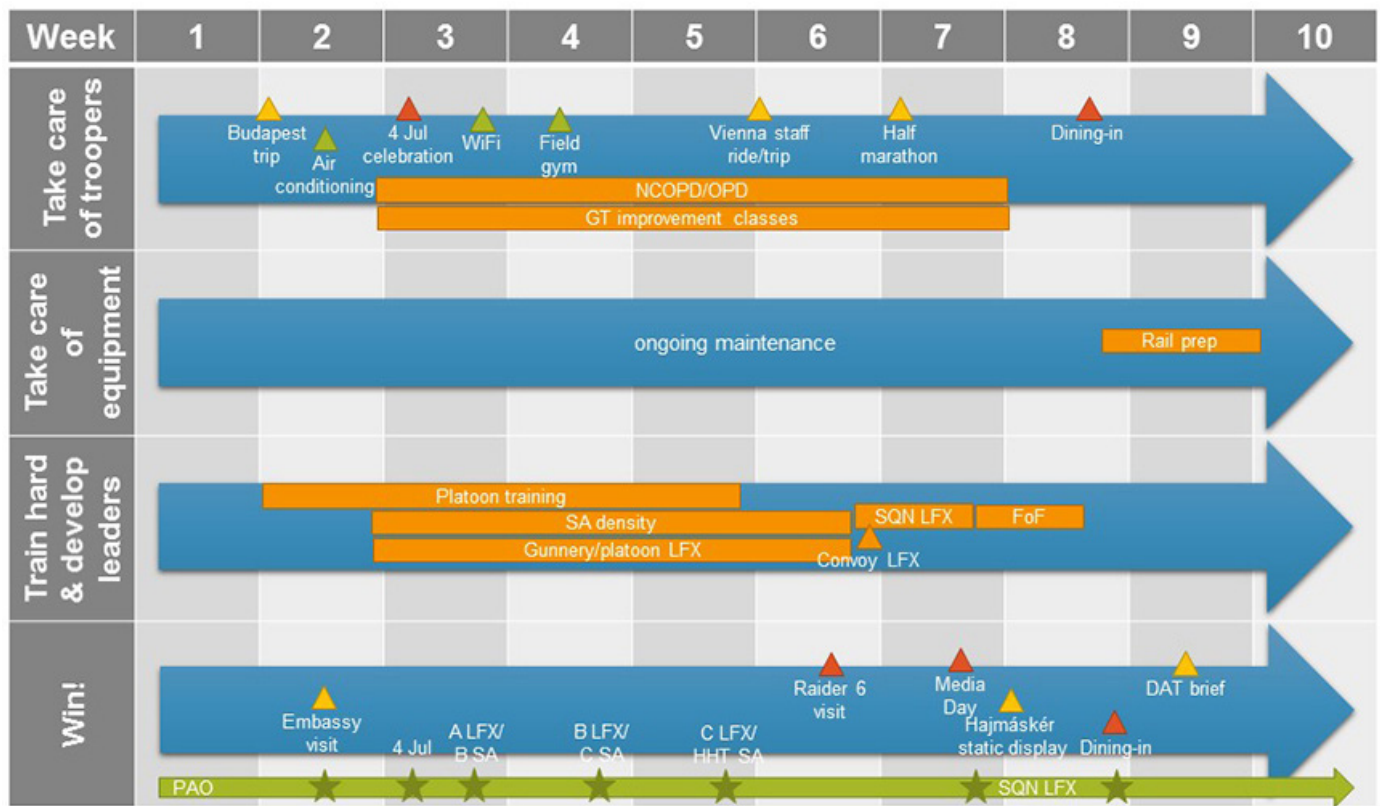 Week 1 2 3 4 5 6 7 8 9 10
Take care
of troopers
Budapest
trip
Air
conditioning
4 Jul
celebration
WiFi
Field
gym
Vienna staff
ride/trip
Half
marathon
Dining-in
NCOPD/OPD
GT improvement classes
Take care
of
equipment
ongoing maintenance
Rail prep
Train hard
& develop
leaders
Platoon training
SA density
Gunnery/platoon LFX
SQN LFX
FoF
Convoy LFX
Win!
Embassy
visit
4 Jul
A LFX/
B SA
B LFX/
C SA
C LFX/
HHT SA
Raider 6
visit
Media
Day
Hajmáskér
static display
Dining-in
DAT brief
PAO
SQN LFX